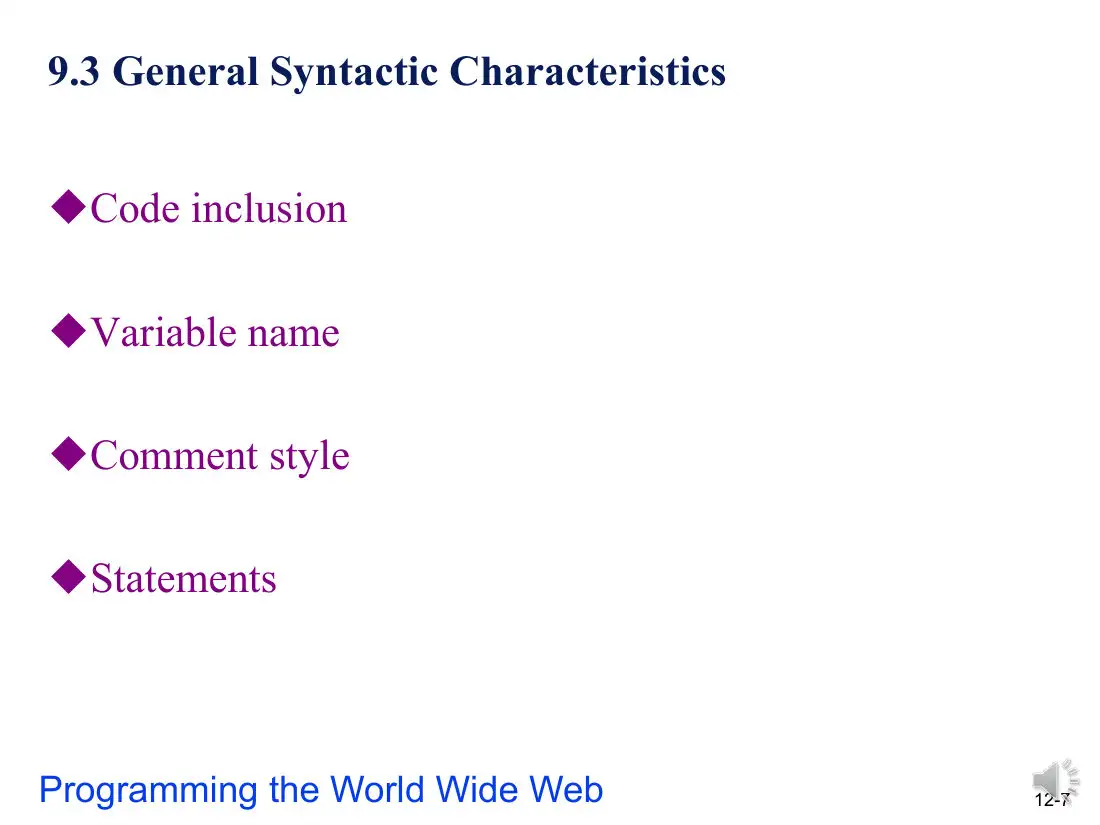 9.3 General Syntactic Characteristics
◆Code inclusion
◆Variable name
◆Comment style
◆Statements
Programming the World Wide Web
12-7